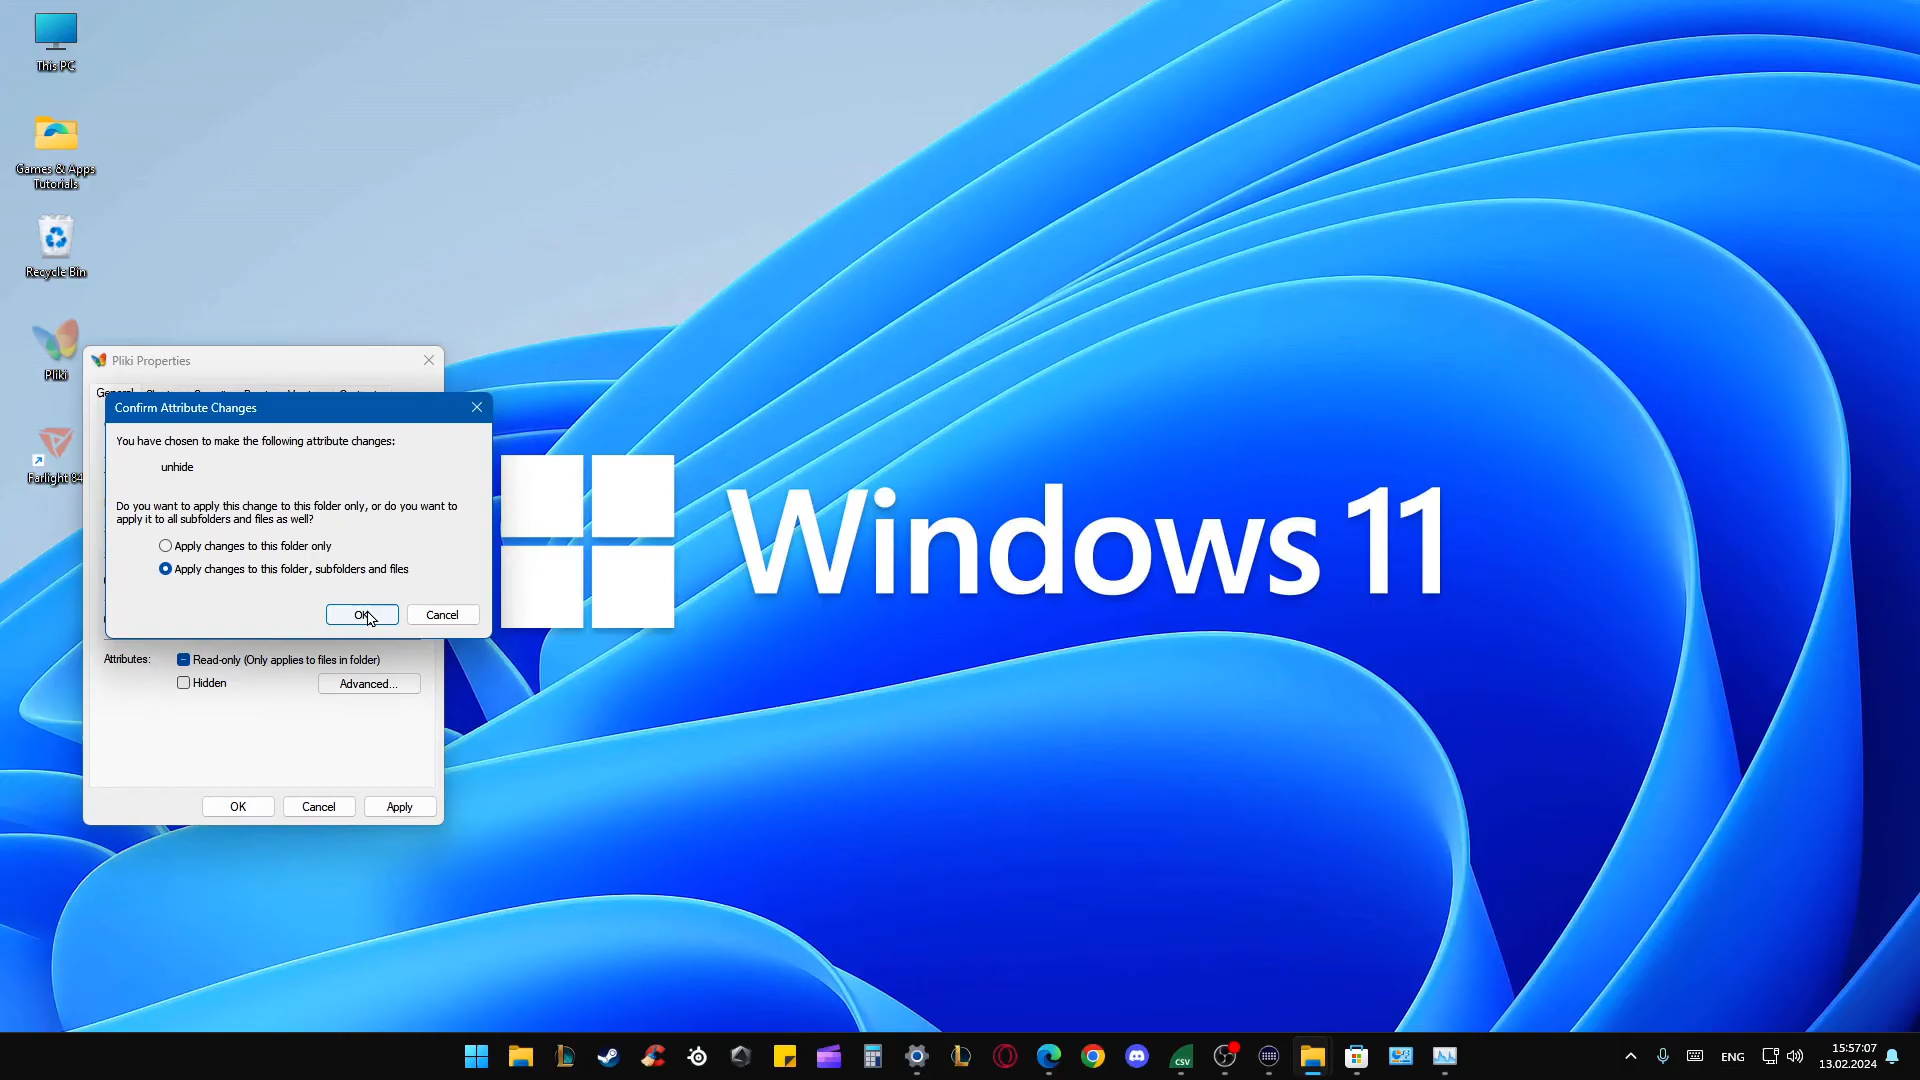 This PC
Games & Apps
Tutorials
Recycle Bin
Pliki
Farlight 84
Pliki Properties
Confirm Attribute Changes
You have chosen to make the following attribute changes:
unhide
Do you want to apply this change to this folder only, or do you want to
apply it to all subfolders and files as well?
Apply changes to this folder only
Apply changes to this folder, subfolders and files
OK
Cancel
Attributes:
Read-only (Only applies to files in folder)
Hidden
Advanced...
OK
Cancel
Apply
Windows 11
CSV
ENG
15:57:07
13.02.2024